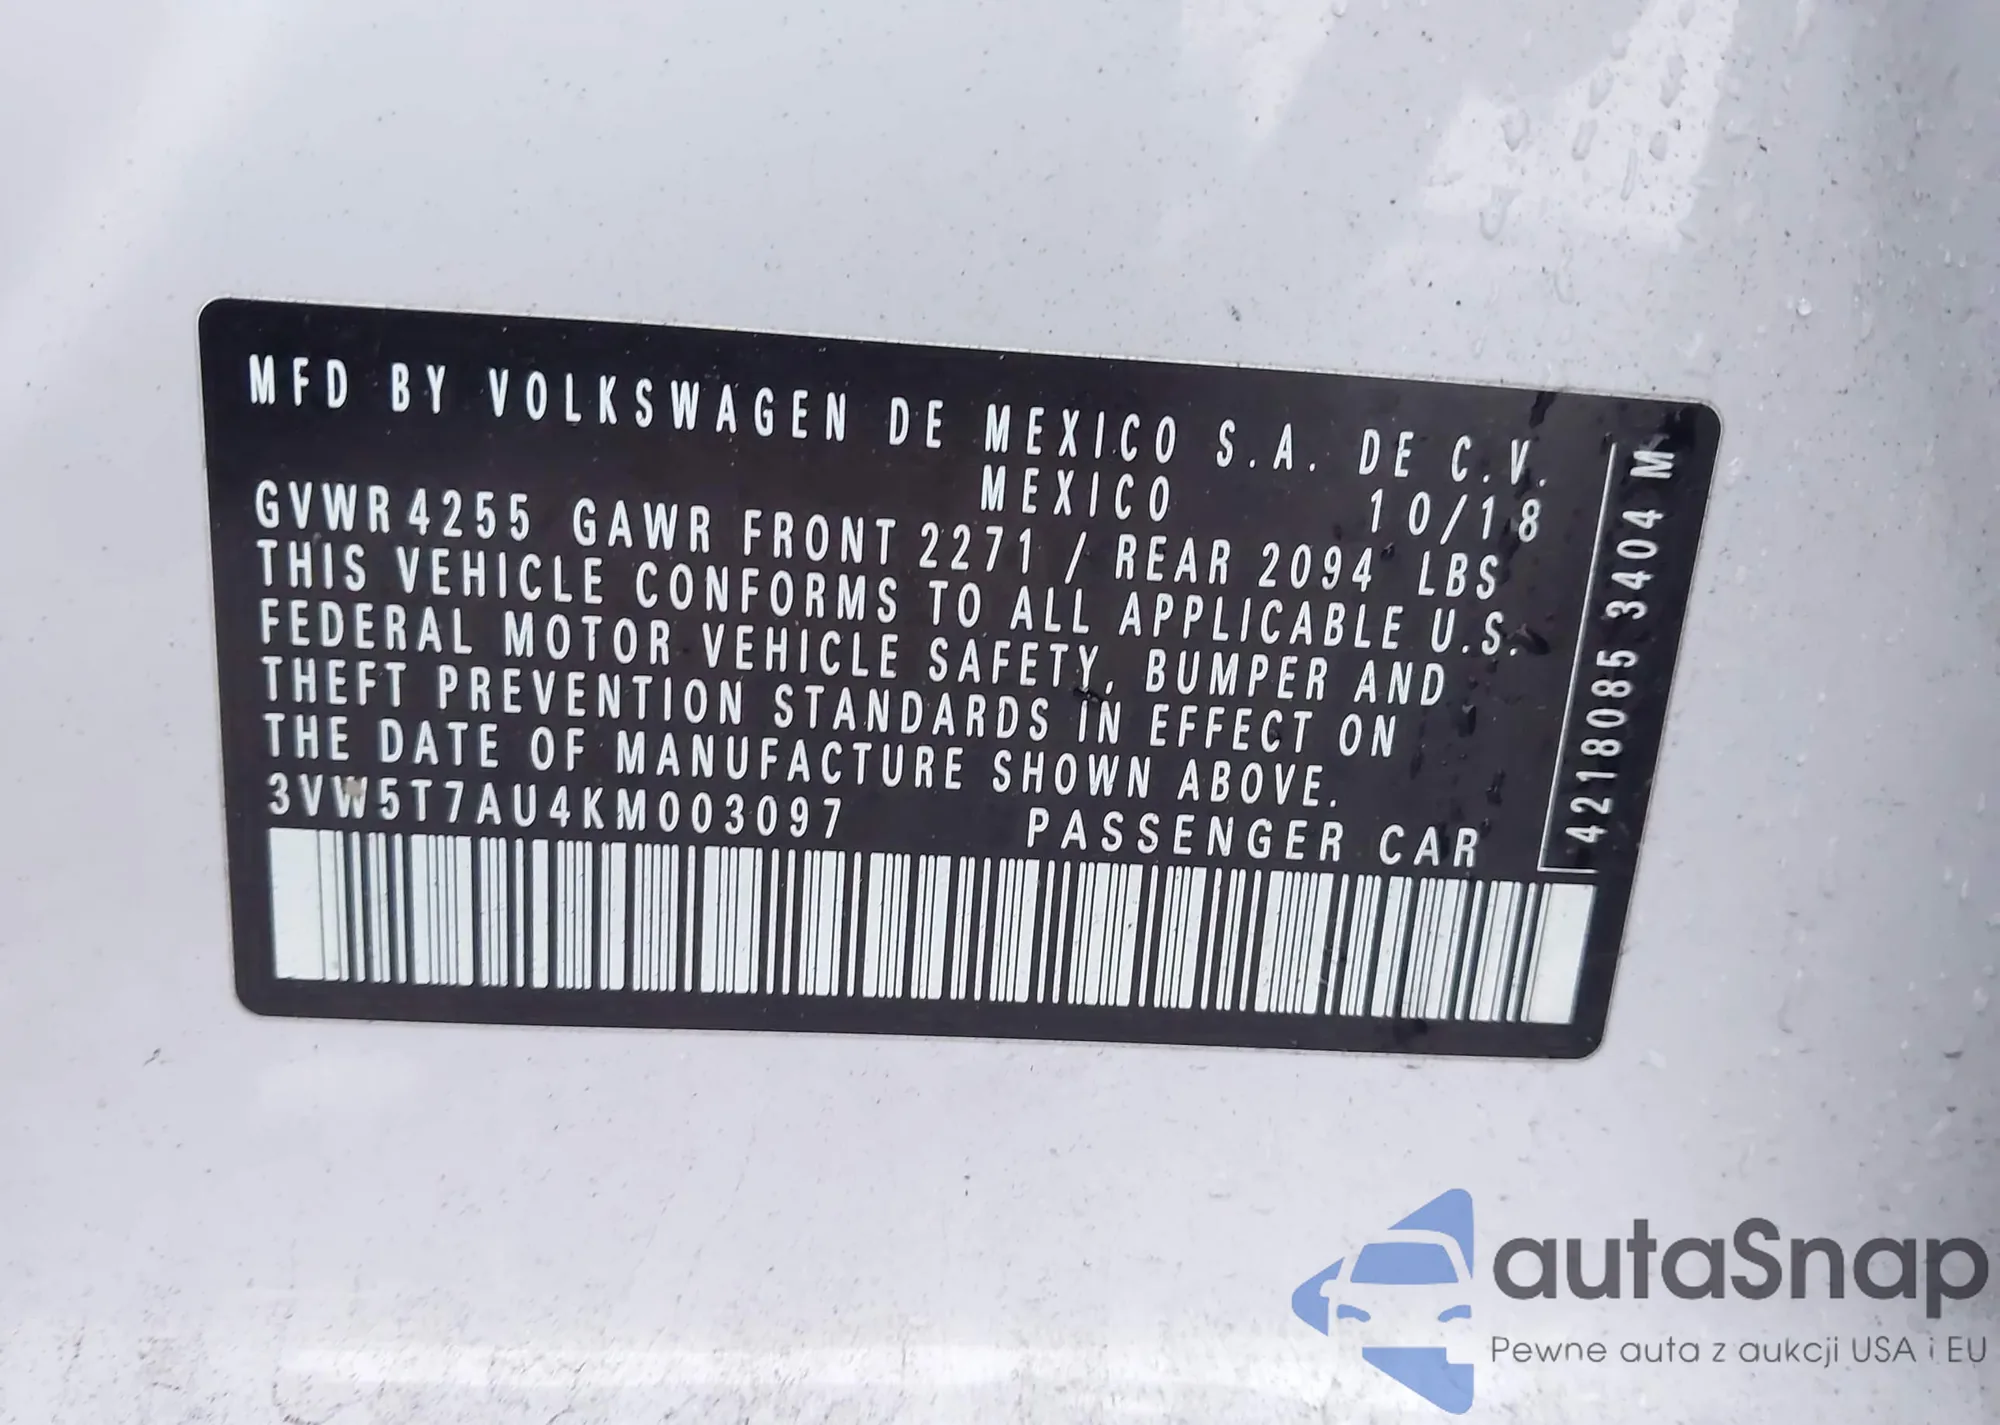 MFD BY VOLKSWAGEN DE MEXICO S.A. DE C.V.
MEXICO 10/18
GVWR 4255 GAWR FRONT 2271 / REAR 2094 LBS
THIS VEHICLE CONFORMS TO ALL APPLICABLE U.S.
FEDERAL MOTOR VEHICLE SAFETY, BUMPER AND
THEFT PREVENTION STANDARDS IN EFFECT ON
THE DATE OF MANUFACTURE SHOWN ABOVE.
3VW5T7AU4KM003097 PASSENGER CAR
4218085 3404 M
autaSnap
Pewne auta z aukcji USA i EU